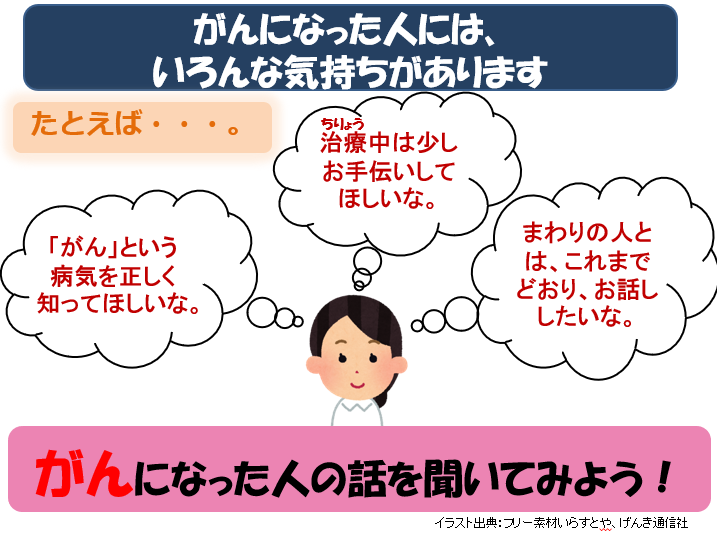 がんになった人には、
いろんな気持ちがあります
たとえば・・・。
ちりょう
治療中は少し
お手伝いして
ほしいな。
「がん」という
病気を正しく
知ってほしいな。
まわりの人と
は、これまで
どおり、お話し
したいな。
がんになった人の話を聞いてみよう！
イラスト出典：フリー素材いらすとや、げんき通信社